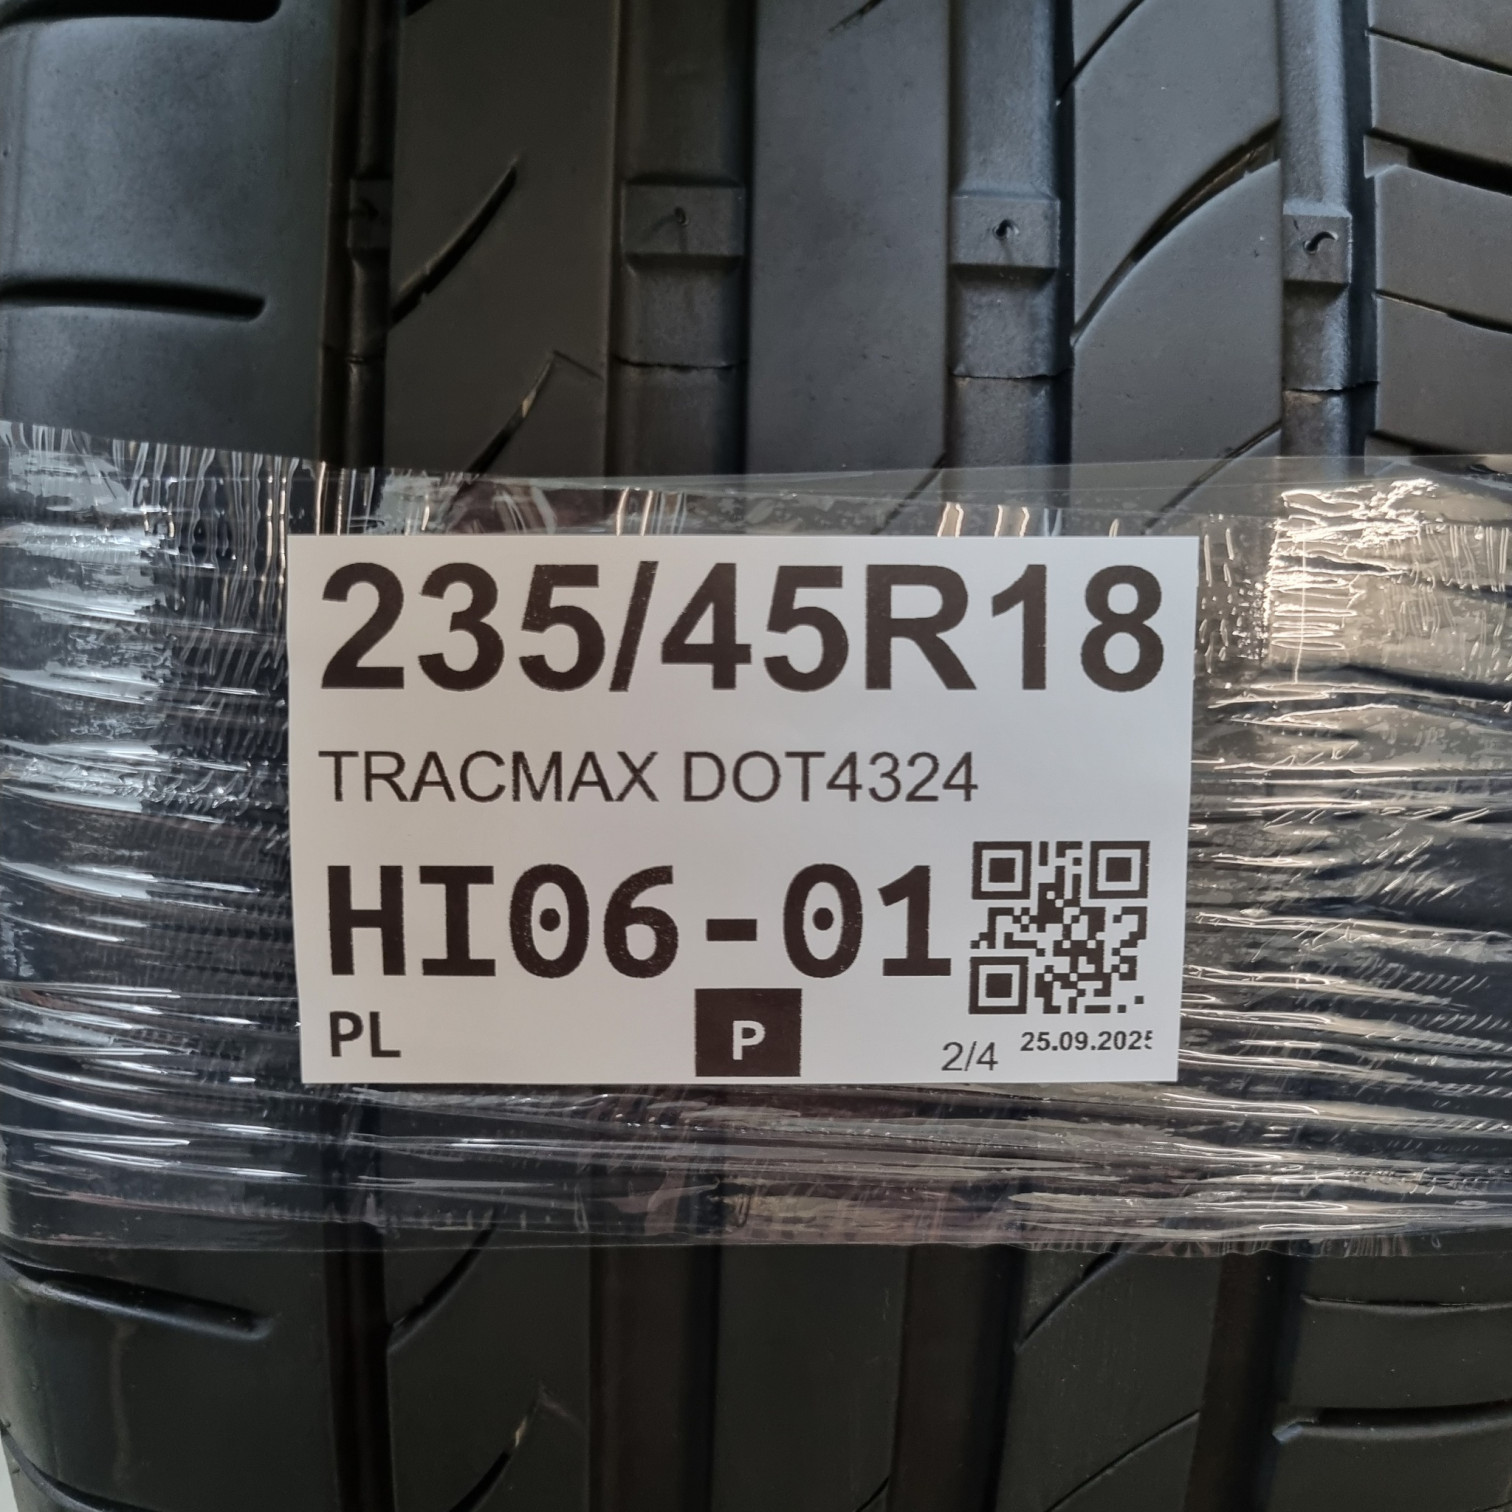 235/45R18
TRACMAX DOT4324
HI06-01
PL
P
2/4
25.09.2025